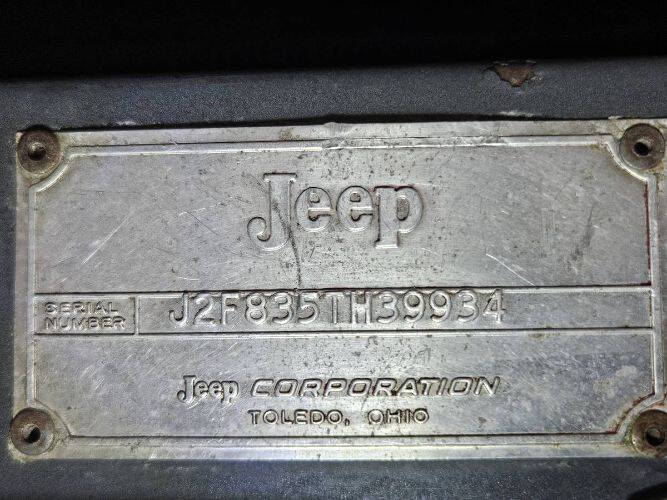 Jeep
SERIAL NUMBER J2F835TH39934
Jeep CORPORATION
TOLEDO, OHIO